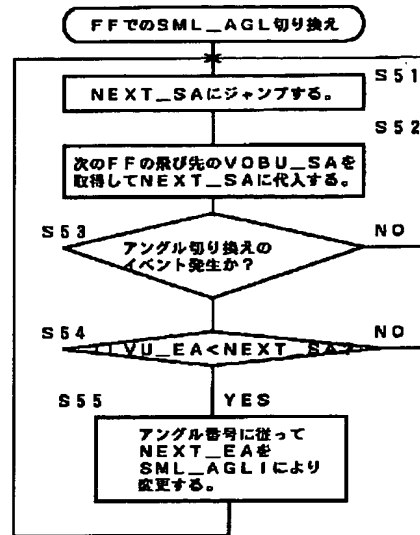 FFでのSML_AGL切り換え
S51
NEXT_SAにジャンプする。
S52
次のFFの飛び先のVOBU_SAを
取得してNEXT_SAに代入する。
S53
アングル切り換えの
イベント発生か?
NO
S54
ILVU_EA<NEXT_SA?
NO
S55
YES
アングル番号に従って
NEXT_EAを
SML_AGLIにより
変更する。